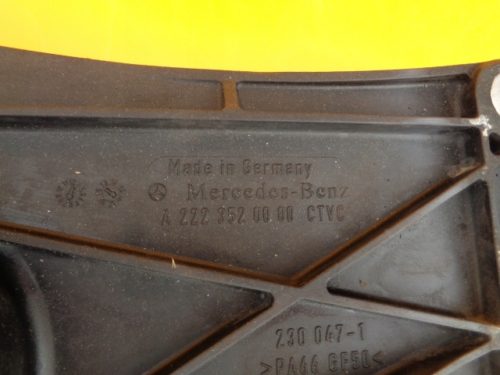 Made in Germany
Mercedes-Benz
A 222 352 00 00 CTYC
230 047-1
>PA66 GF50<